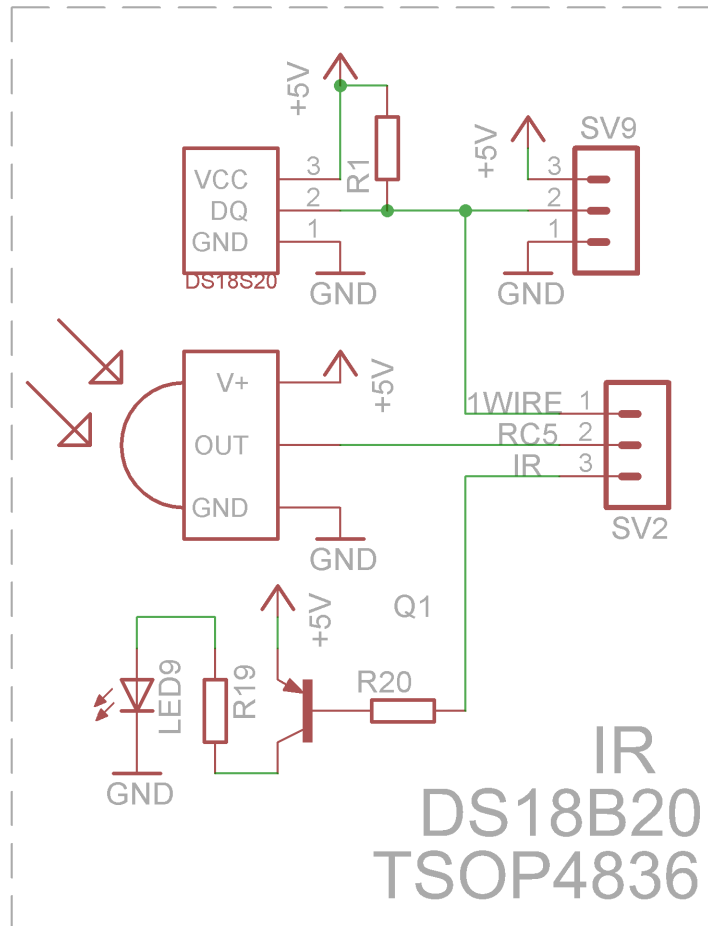 +5V
R1
VCC 3
DQ 2
GND 1
DS18S20
GND
+5V
SV9
3
2
1
GND
V+
OUT
GND
+5V
GND
1WIRE 1
RC5 2
IR 3
SV2
+5V
Q1
LED9
R19
R20
GND
IR
DS18B20
TSOP4836